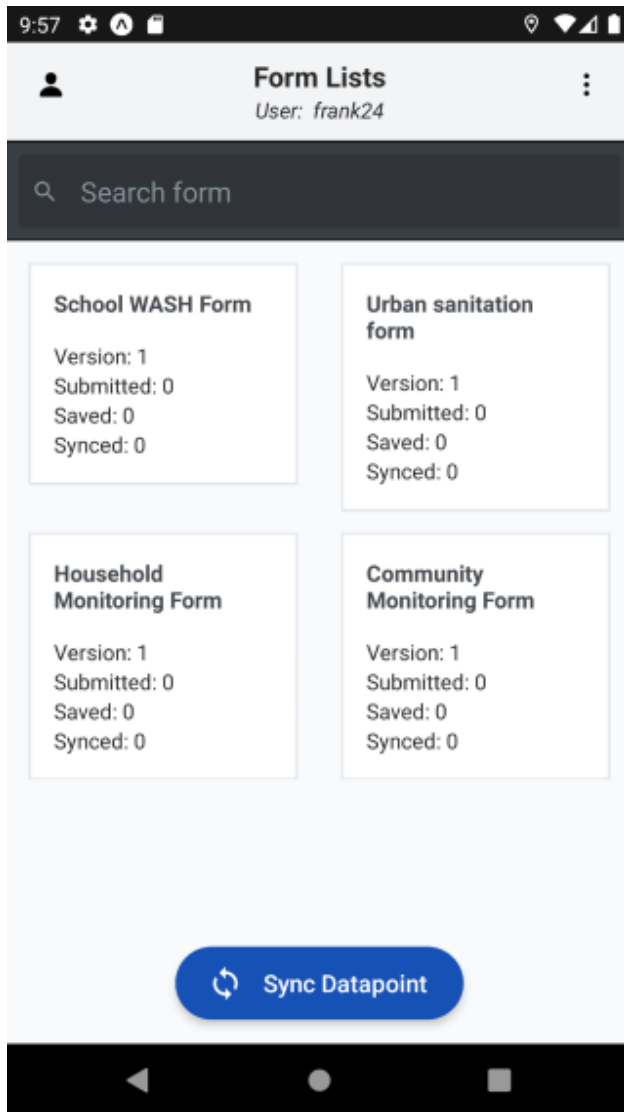 9:57
Form Lists
User: frank24
Search form
School WASH Form
Version: 1
Submitted: 0
Saved: 0
Synced: 0
Urban sanitation
form
Version: 1
Submitted: 0
Saved: 0
Synced: 0
Household
Monitoring Form
Version: 1
Submitted: 0
Saved: 0
Synced: 0
Community
Monitoring Form
Version: 1
Submitted: 0
Saved: 0
Synced: 0
Sync Datapoint